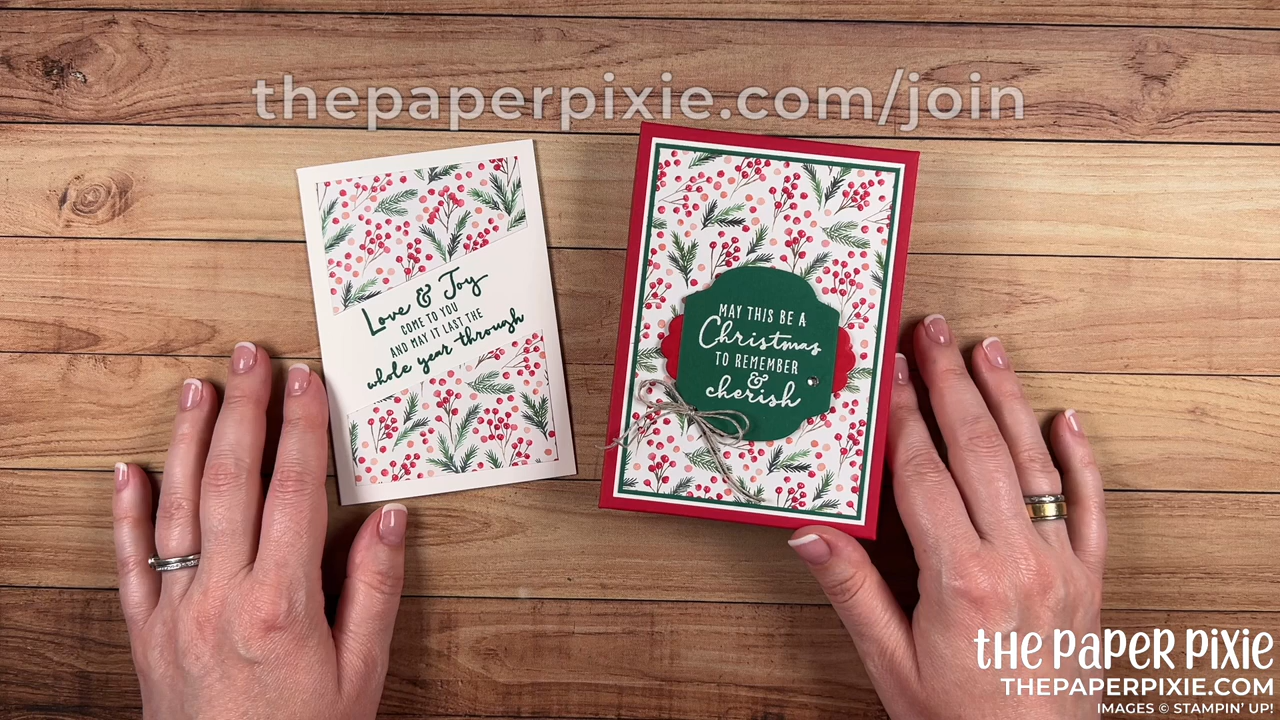 thepaperpixie.com/join
Love & Joy
COME TO YOU
AND MAY IT LAST THE
whole year through
MAY THIS BE A
Christmas
TO REMEMBER
&
cherish
the PAPER PIXIE
THEPAPERPIXIE.COM
IMAGES © STAMPIN' UP!